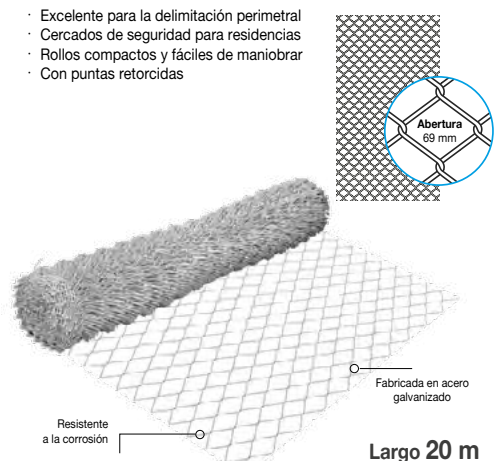 · Excelente para la delimitación perimetral
· Cercados de seguridad para residencias
· Rollos compactos y fáciles de maniobrar
· Con puntas retorcidas
Abertura
69 mm
Fabricada en acero
galvanizado
Resistente
a la corrosión
Largo 20 m